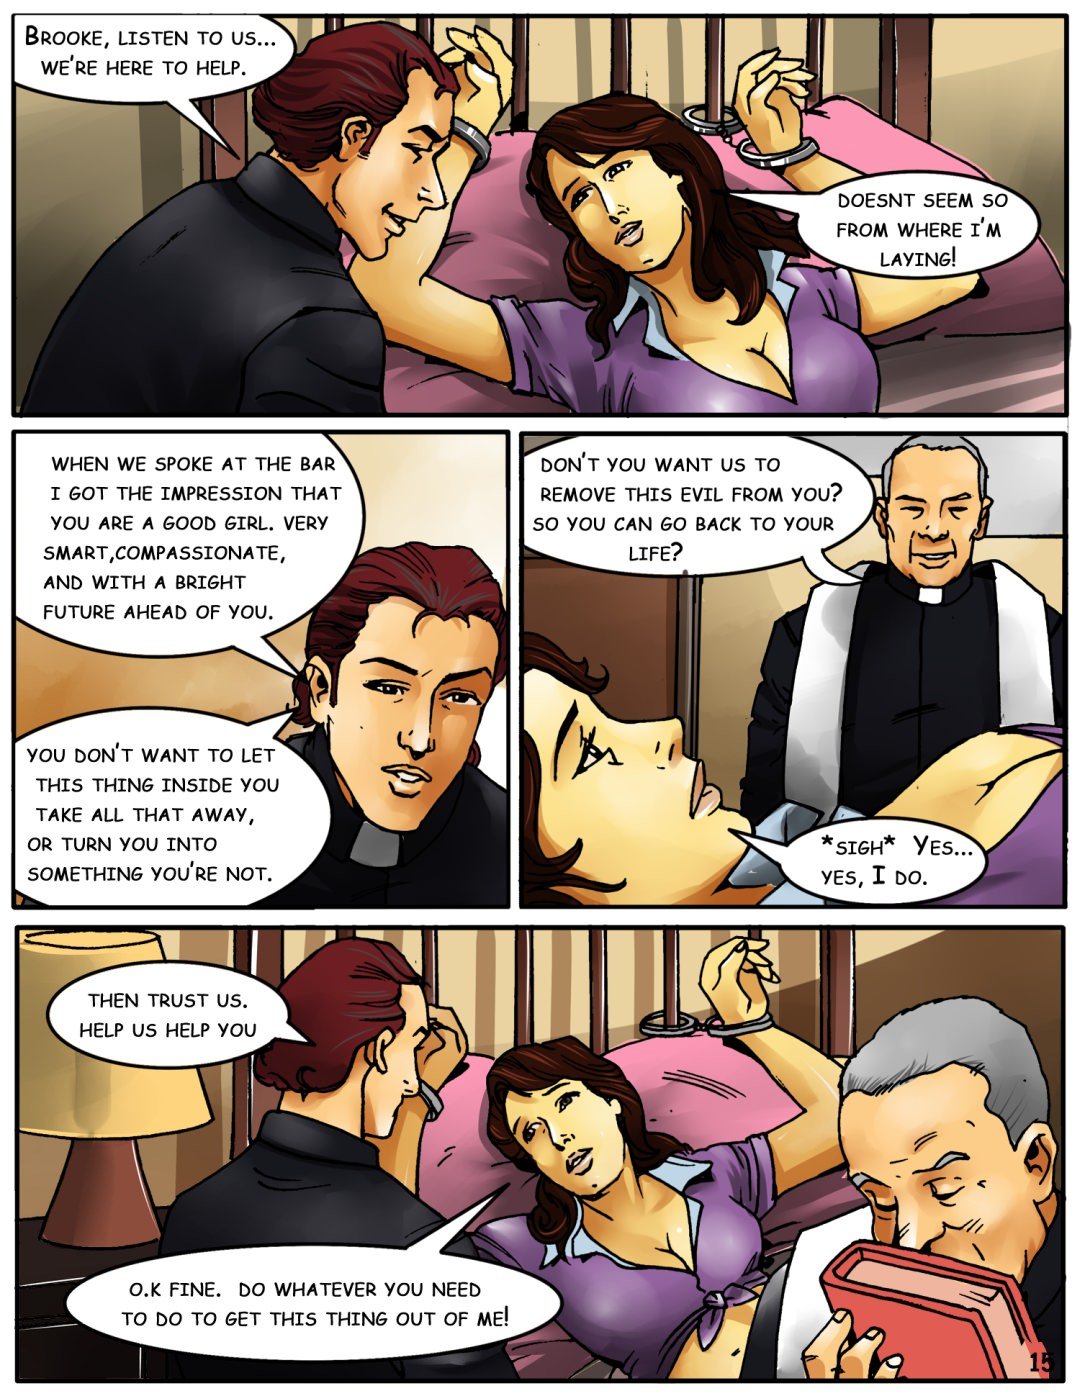 BROOKE, LISTEN TO US...
WE'RE HERE TO HELP.
DOESNT SEEM SO
FROM WHERE I'M
LAYING!
WHEN WE SPOKE AT THE BAR
I GOT THE IMPRESSION THAT
YOU ARE A GOOD GIRL. VERY
SMART,COMPASSIONATE,
AND WITH A BRIGHT
FUTURE AHEAD OF YOU.
YOU DON'T WANT TO LET
THIS THING INSIDE YOU
TAKE ALL THAT AWAY,
OR TURN YOU INTO
SOMETHING YOU'RE NOT.
DON'T YOU WANT US TO
REMOVE THIS EVIL FROM YOU?
SO YOU CAN GO BACK TO YOUR
LIFE?
*SIGH* YES...
YES, I DO.
THEN TRUST US.
HELP US HELP YOU
O.K FINE. DO WHATEVER YOU NEED
TO DO TO GET THIS THING OUT OF ME!
15